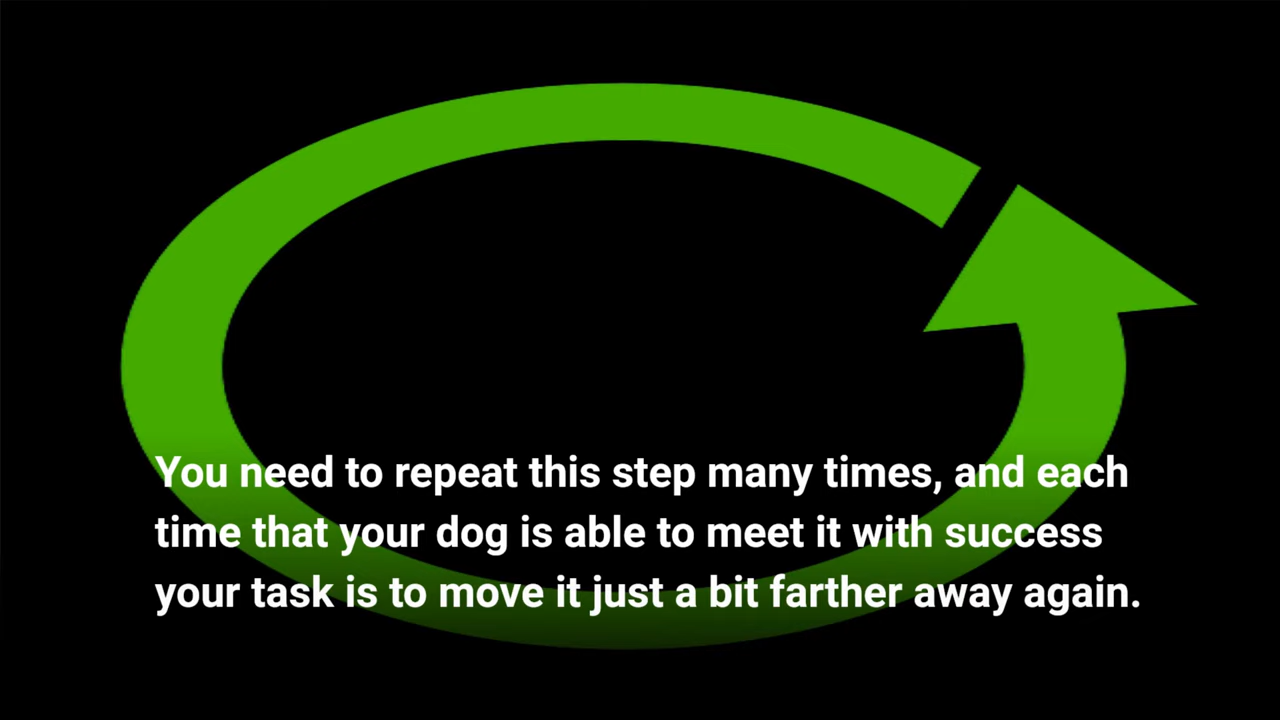 You need to repeat this step many times, and each
time that your dog is able to meet it with success
your task is to move it just a bit farther away again.